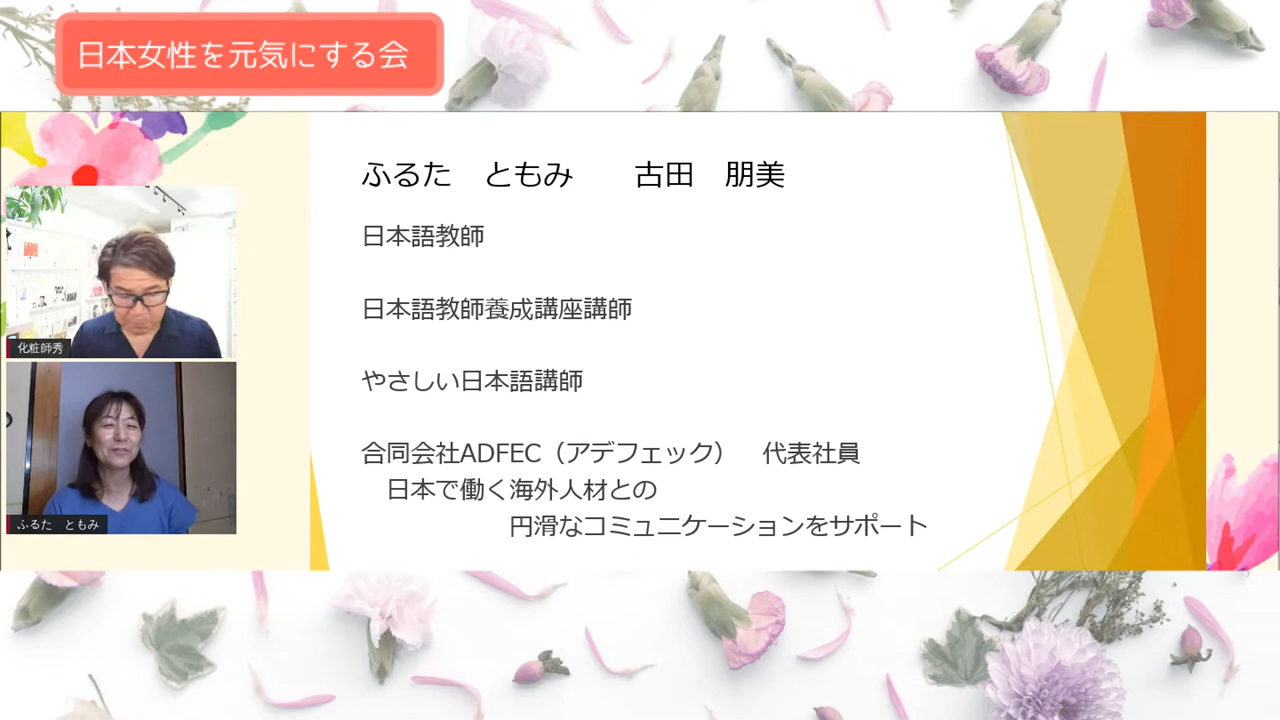 日本女性を元気にする会
ふるた　ともみ　　古田　朋美
日本語教師
日本語教師養成講座講師
やさしい日本語講師
合同会社ADFEC（アデフェック）　代表社員
日本で働く海外人材との
円滑なコミュニケーションをサポート
化粧師秀
ふるた　ともみ